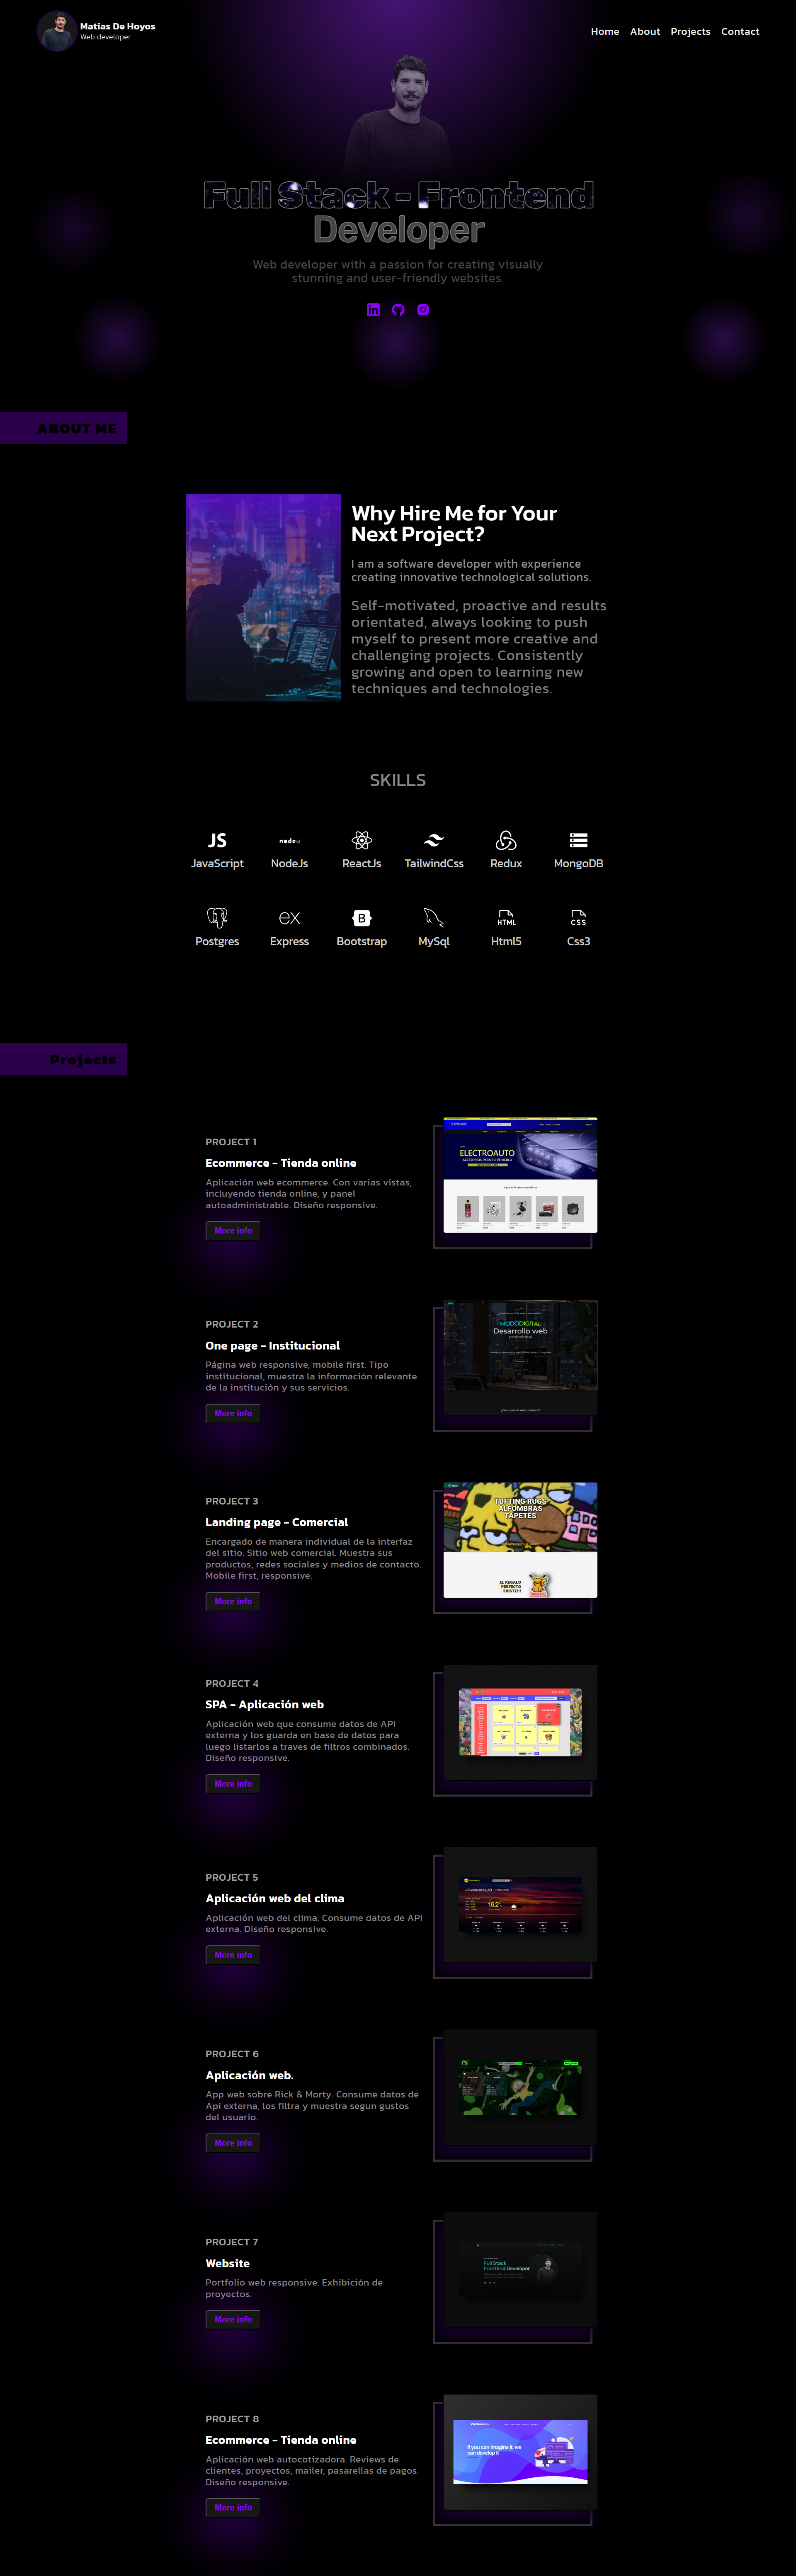 Matias De Hoyos
Web developer
Home About Projects Contact
Full Stack - Frontend
Developer
Web developer with a passion for creating visually
stunning and user-friendly websites.
ABOUT ME
Why Hire Me for Your
Next Project?
I am a software developer with experience
creating innovative technological solutions.
Self-motivated, proactive and results
orientated, always looking to push
myself to present more creative and
challenging projects. Consistently
growing and open to learning new
techniques and technologies.
SKILLS
JS
JavaScript NodeJs ReactJs TailwindCss Redux MongoDB
ex B HTML CSS
Postgres Express Bootstrap MySql Html5 Css3
Projects
PROJECT 1
Ecommerce - Tienda online
Aplicación web ecommerce. Con varias vistas,
incluyendo tienda online, y panel
autoadministrable. Diseño responsive.
More info
ELECTROAUTO
PROJECT 2
One page - Institucional
Página web responsive, mobile first. Tipo
institucional, muestra la información relevante
de la institución y sus servicios.
More info
MODODIGITAL
Desarrollo web
PROJECT 3
Landing page - Comercial
Encargado de manera individual de la interfaz
del sitio. Sitio web comercial. Muestra sus
productos, redes sociales y medios de contacto.
Mobile first, responsive.
More info
TUFTING RUGS
ALFOMBRAS
TAPETES
EL REGALO
PERFECTO
EXISTE!!!
PROJECT 4
SPA - Aplicación web
Aplicación web que consume datos de API
externa y los guarda en base de datos para
luego listarlos a traves de filtros combinados.
Diseño responsive.
More info
PROJECT 5
Aplicación web del clima
Aplicación web del clima. Consume datos de API
externa. Diseño responsive.
More info
PROJECT 6
Aplicación web.
App web sobre Rick & Morty. Consume datos de
Api externa, los filtra y muestra segun gustos
del usuario.
More info
PROJECT 7
Website
Portfolio web responsive. Exhibición de
proyectos.
More info
Full Stack
FrontEnd Developer
PROJECT 8
Ecommerce - Tienda online
Aplicación web autocotizadora. Reviews de
clientes, proyectos, mailer, pasarellas de pagos.
Diseño responsive.
More info
If you can imagine it, we
can develop it